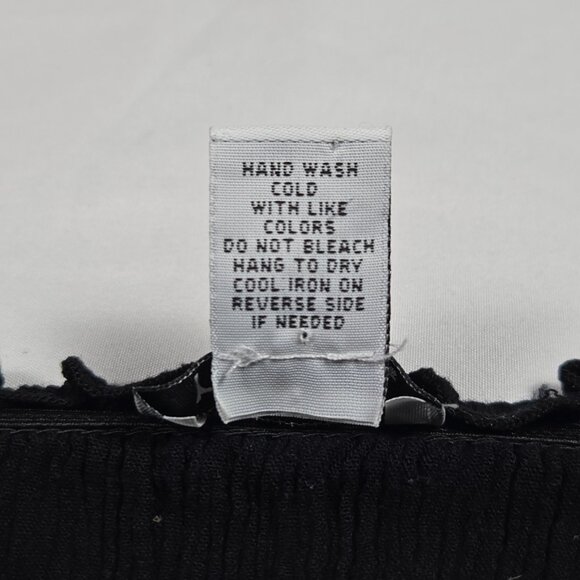 HAND WASH
COLD
WITH LIKE
COLORS
DO NOT BLEACH
HANG TO DRY
COOL IRON ON
REVERSE SIDE
IF NEEDED